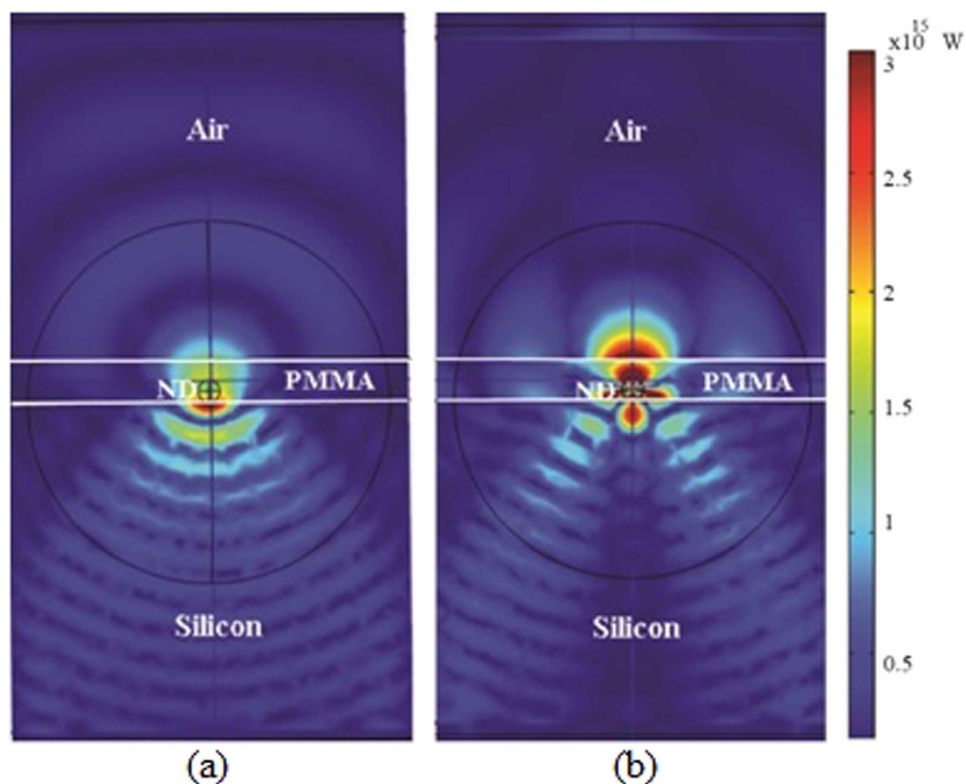 x10 15 W
3
2.5
2
1.5
1
0.5
Air
ND
PMMA
Silicon
(a)
Air
ND
PMMA
Silicon
(b)